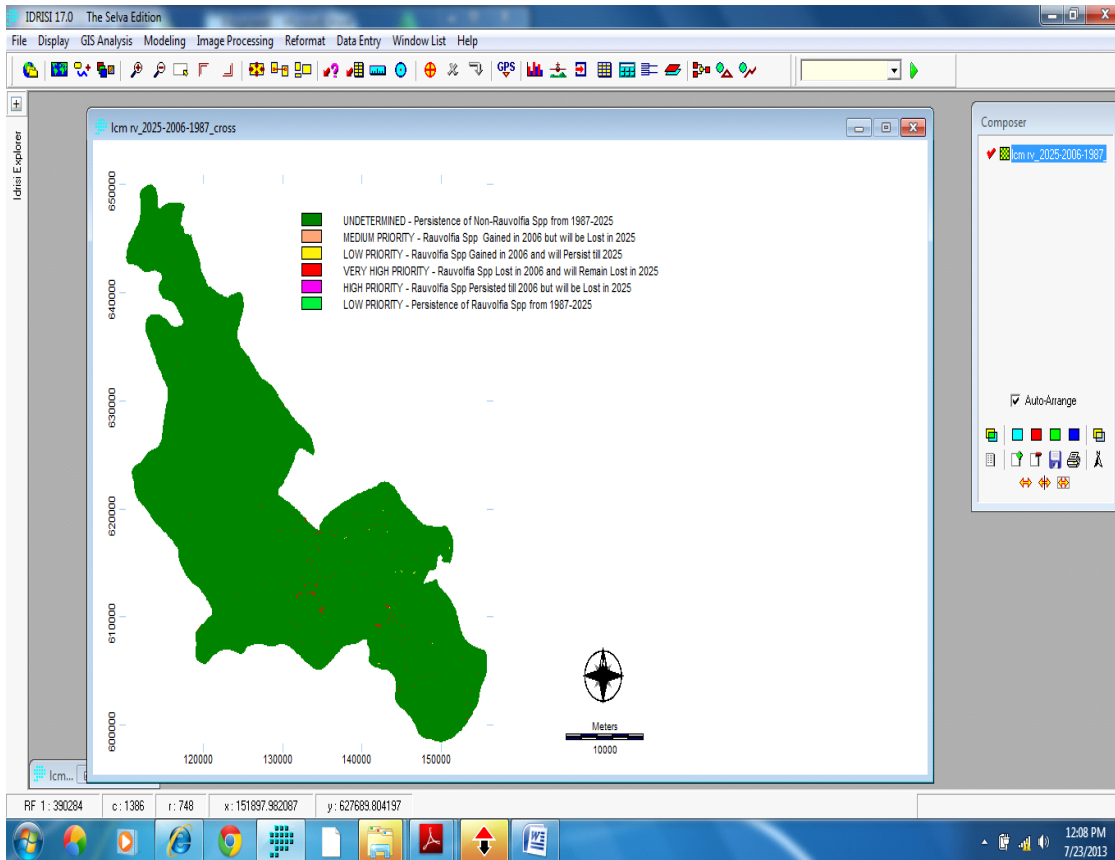 IDRISI 17.0 The Selva Edition
File Display GIS Analysis Modeling Image Processing Reformat Data Entry Window List Help
GPS
Idrisi Explorer
lcm rv_2025-2006-1987_cross
650000
640000
630000
620000
610000
600000
120000 130000 140000 150000
UNDETERMINED - Persistence of Non-Rauvolfia Spp from 1987-2025
MEDIUM PRIORITY - Rauvolfia Spp Gained in 2006 but will be Lost in 2025
LOW PRIORITY - Rauvolfia Spp Gained in 2006 and will Persist till 2025
VERY HIGH PRIORITY - Rauvolfia Spp Lost in 2006 and will Remain Lost in 2025
HIGH PRIORITY - Rauvolfia Spp Persisted till 2006 but will be Lost in 2025
LOW PRIORITY - Persistence of Rauvolfia Spp from 1987-2025
Meters
10000
Composer
lcm rv_2025-2006-1987_
Auto-Arrange
lcm...
RF 1 : 390284 c : 1386 r : 748 x : 151897.982087 y : 627689.804197
12:08 PM
7/23/2013